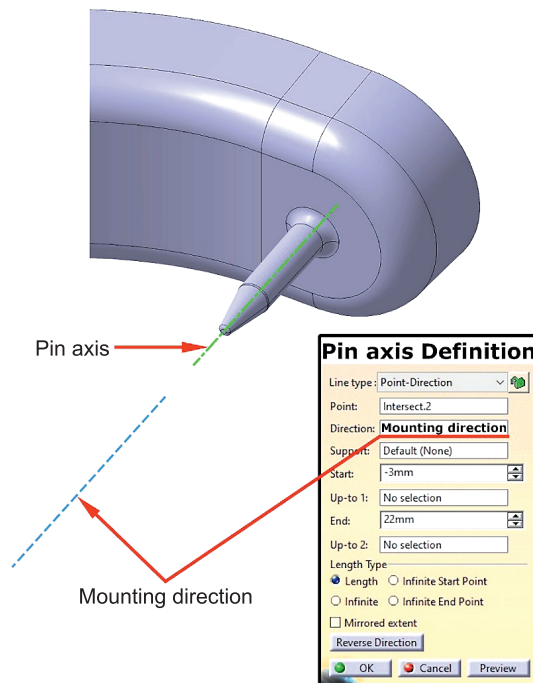 Pin axis
Mounting direction
Pin axis Definition
Line type: Point-Direction
Point: Intersect.2
Direction: Mounting direction
Support: Default (None)
Start: -3mm
Up-to 1: No selection
End: 22mm
Up-to 2: No selection
Length Type
Length Infinite Start Point
Infinite Infinite End Point
Mirrored extent
Reverse Direction
OK Cancel Preview